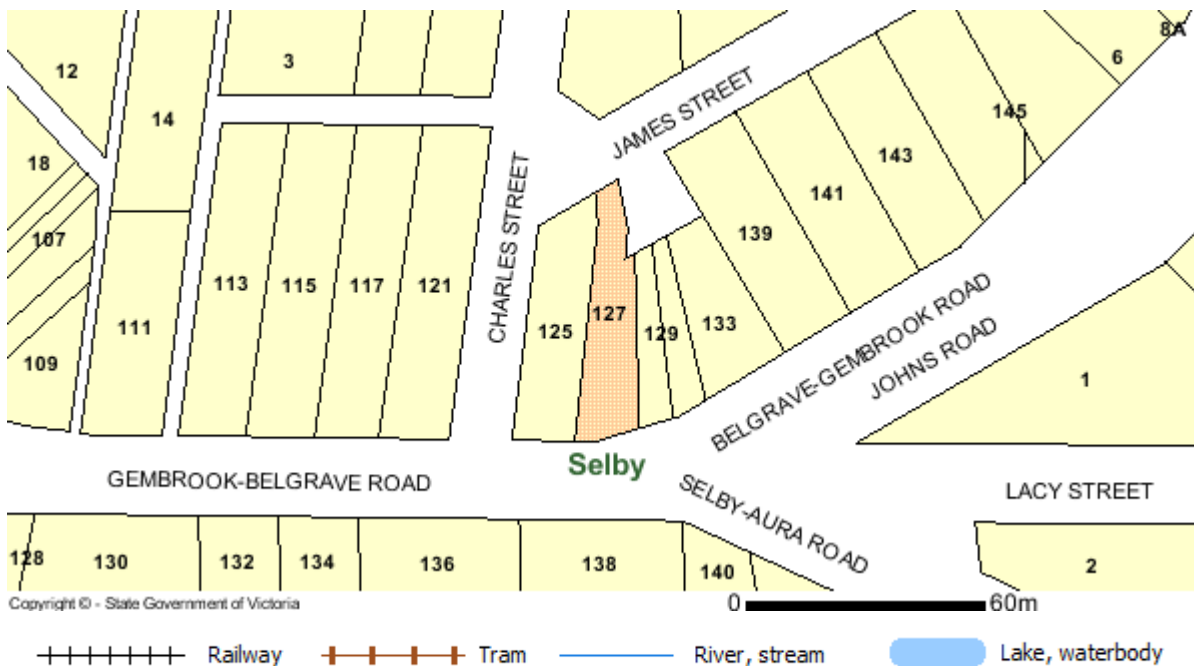 8A
6
3
12
14
JAMES STREET
145
143
18
141
107
139
CHARLES STREET
113
115
117
121
127
111
125
129
133
BELGRAVE-GEMBROOK ROAD
109
JOHNS ROAD
1
Selby
GEMBROOK-BELGRAVE ROAD
SELBY-AURA ROAD
LACY STREET
128
130
132
134
136
138
140
2
Copyright © - State Government of Victoria
0 60m
Railway Tram River, stream Lake, waterbody